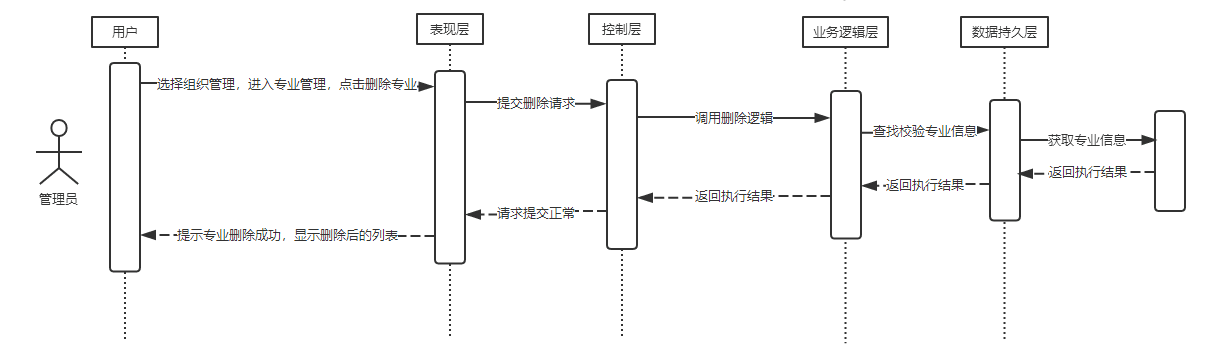 用户
表现层
控制层
业务逻辑层
数据持久层
选择组织管理，进入专业管理，点击删除专业
提交删除请求
调用删除逻辑
查找校验专业信息
获取专业信息
返回执行结果
返回执行结果
返回执行结果
请求提交正常
提示专业删除成功，显示删除后的列表
管理员